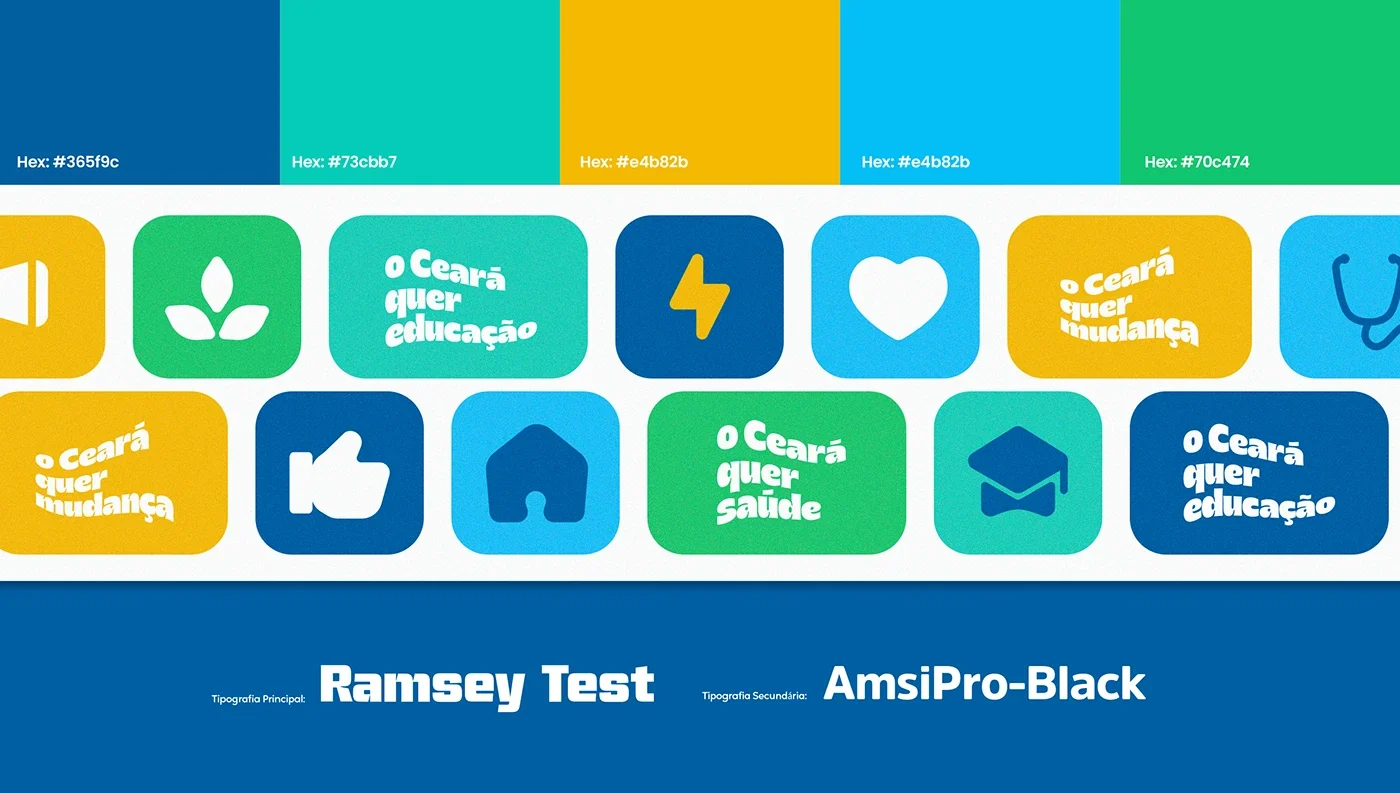 Hex: #365f9c
Hex: #73cbb7
Hex: #e4b82b
Hex: #e4b82b
Hex: #70c474
o Ceará
quer
educação
o Ceará
quer
mudança
o Ceará
quer
mudança
o Ceará
quer
saúde
o Ceará
quer
educação
Tipografia Principal:
Ramsey Test
Tipografia Secundária:
AmsiPro-Black